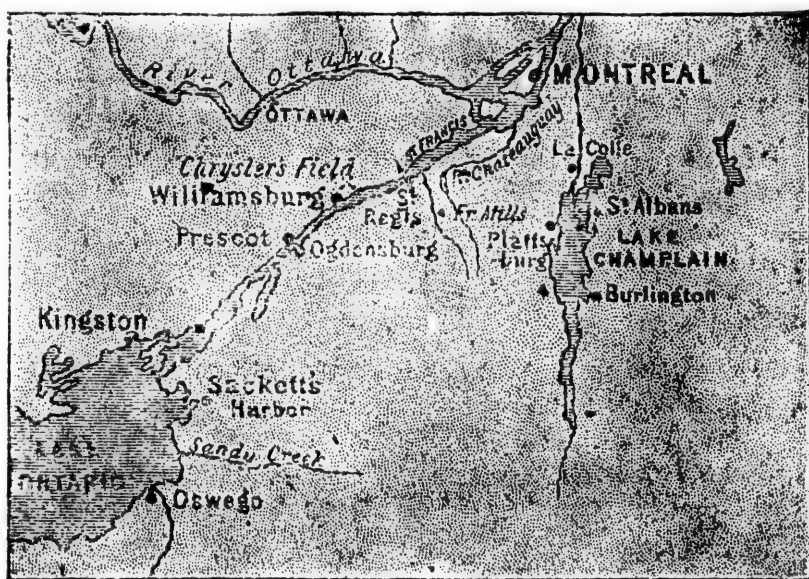 River Ottawa
MONTREAL
OTTAWA
ST FRANCIS
Chateauguay
La Colle
Chrysler's Field
Williamsburg
St
Regis
Fr. Mills
St Albans
Prescot
Ogdensburg
Platts
burg
LAKE
CHAMPLAIN
Burlington
Kingston
Sacketts
Harbor
Sandy Creek
LAKE
ONTARIO
Oswego